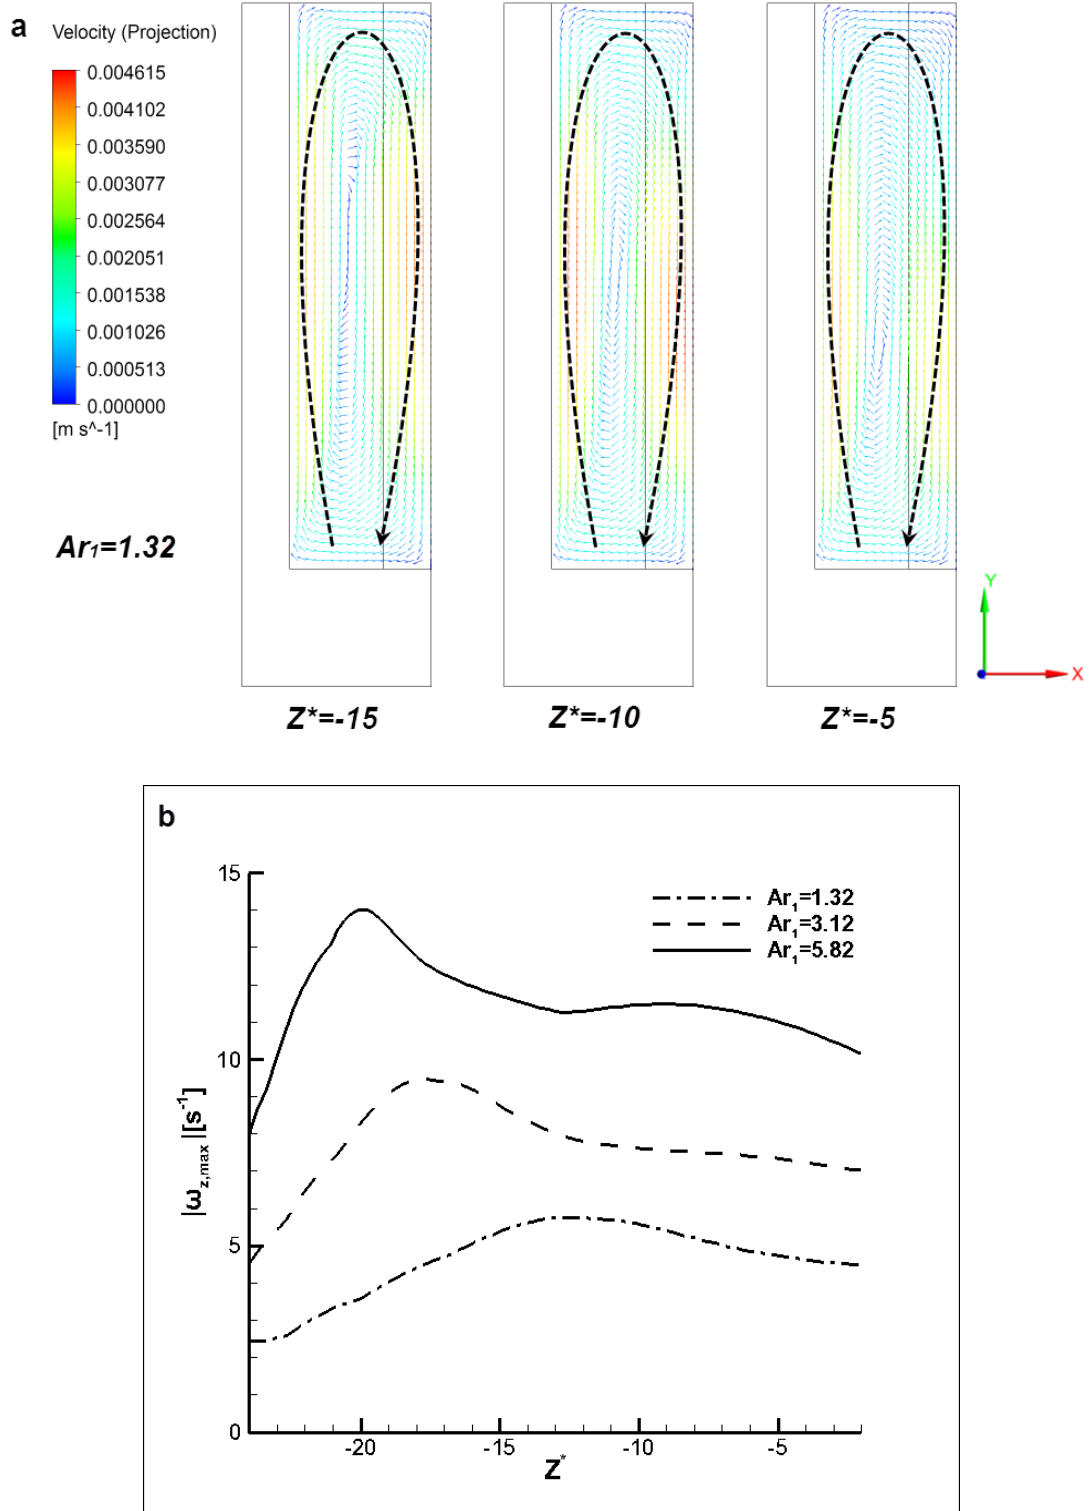 a
Velocity (Projection)
0.004615
0.004102
0.003590
0.003077
0.002564
0.002051
0.001538
0.001026
0.000513
0.000000
[m s^-1]
Ar₁=1.32
Y
X
Z*=-15
Z*=-10
Z*=-5
b
15
10
5
0
|ω_z,max|[s⁻¹]
Ar₁=1.32
Ar₁=3.12
Ar₁=5.82
-20
-15
-10
-5
Z*